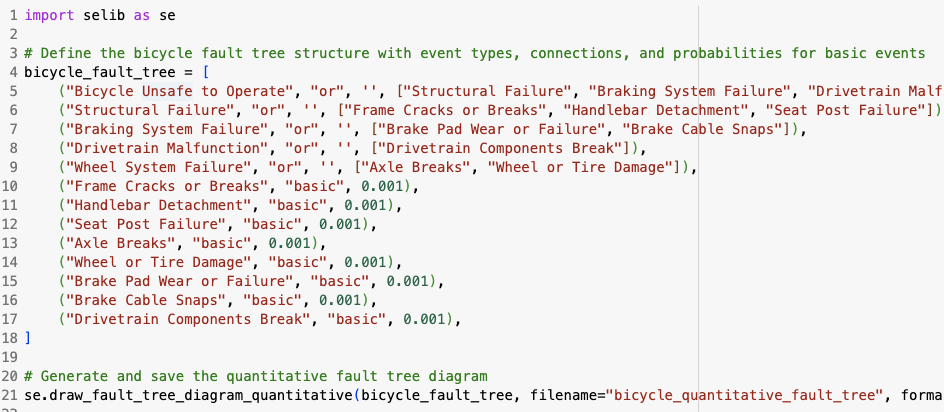 1 import selib as se
2
3 # Define the bicycle fault tree structure with event types, connections, and probabilities for basic events
4 bicycle_fault_tree = [
5     ("Bicycle Unsafe to Operate", "or", '', ["Structural Failure", "Braking System Failure", "Drivetrain Malf
6     ("Structural Failure", "or", '', ["Frame Cracks or Breaks", "Handlebar Detachment", "Seat Post Failure"])
7     ("Braking System Failure", "or", '', ["Brake Pad Wear or Failure", "Brake Cable Snaps"]),
8     ("Drivetrain Malfunction", "or", '', ["Drivetrain Components Break"]),
9     ("Wheel System Failure", "or", '', ["Axle Breaks", "Wheel or Tire Damage"]),
10     ("Frame Cracks or Breaks", "basic", 0.001),
11     ("Handlebar Detachment", "basic", 0.001),
12     ("Seat Post Failure", "basic", 0.001),
13     ("Axle Breaks", "basic", 0.001),
14     ("Wheel or Tire Damage", "basic", 0.001),
15     ("Brake Pad Wear or Failure", "basic", 0.001),
16     ("Brake Cable Snaps", "basic", 0.001),
17     ("Drivetrain Components Break", "basic", 0.001),
18 ]
19
20 # Generate and save the quantitative fault tree diagram
21 se.draw_fault_tree_diagram_quantitative(bicycle_fault_tree, filename="bicycle_quantitative_fault_tree", forma